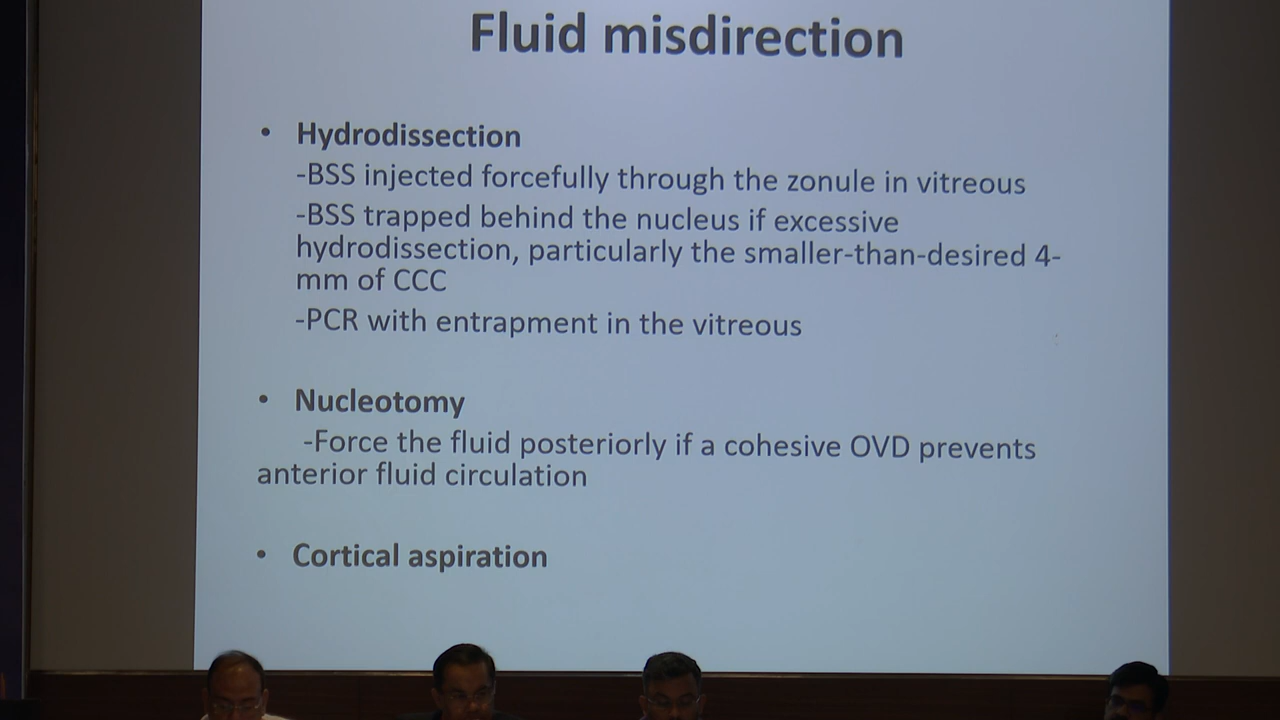 Fluid misdirection
• Hydrodissection
-BSS injected forcefully through the zonule in vitreous
-BSS trapped behind the nucleus if excessive
hydrodissection, particularly the smaller-than-desired 4-
mm of CCC
-PCR with entrapment in the vitreous
• Nucleotomy
-Force the fluid posteriorly if a cohesive OVD prevents
anterior fluid circulation
• Cortical aspiration